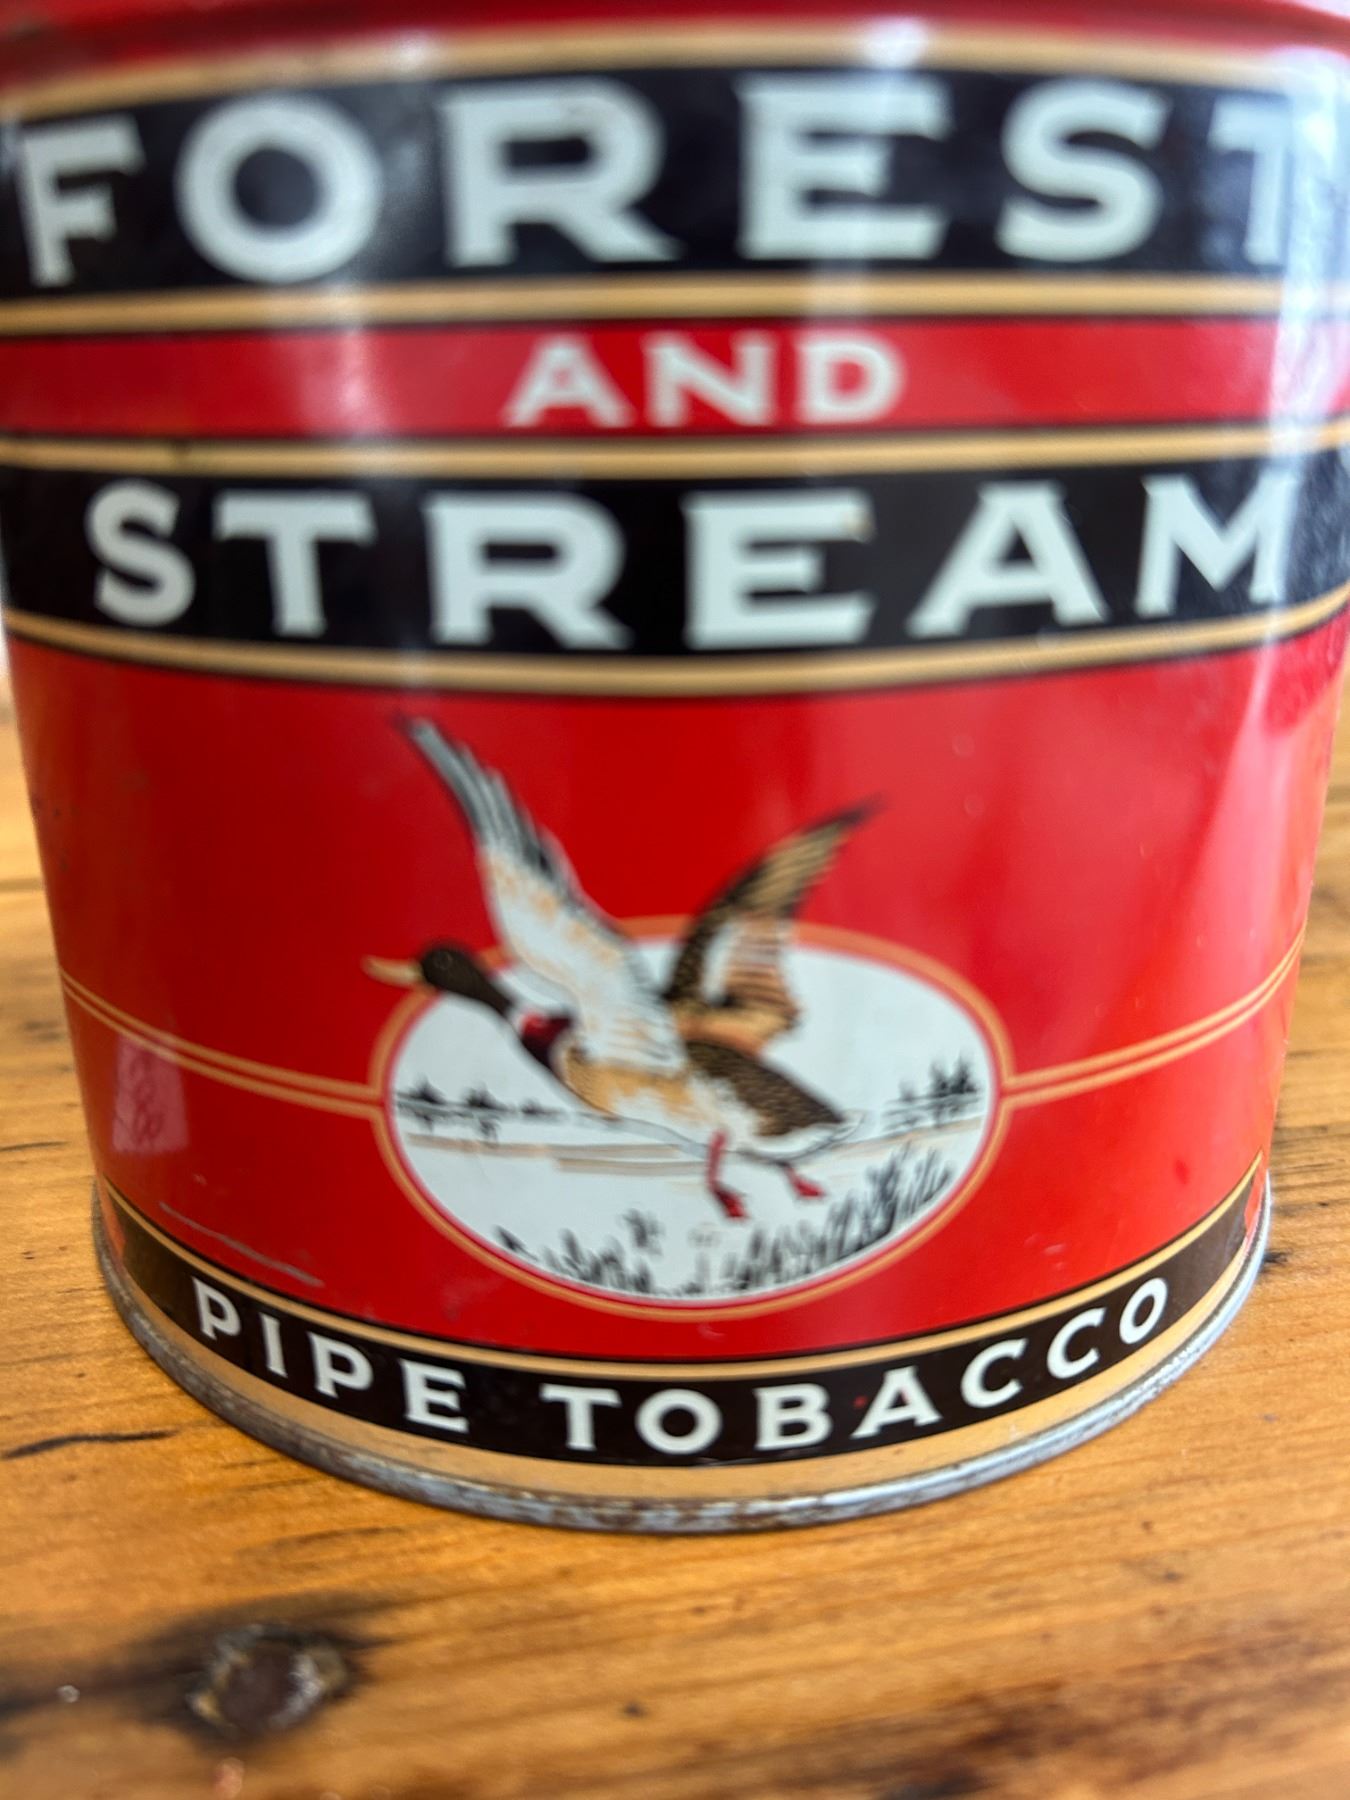 FOREST
AND
STREAM
PIPE TOBACCO